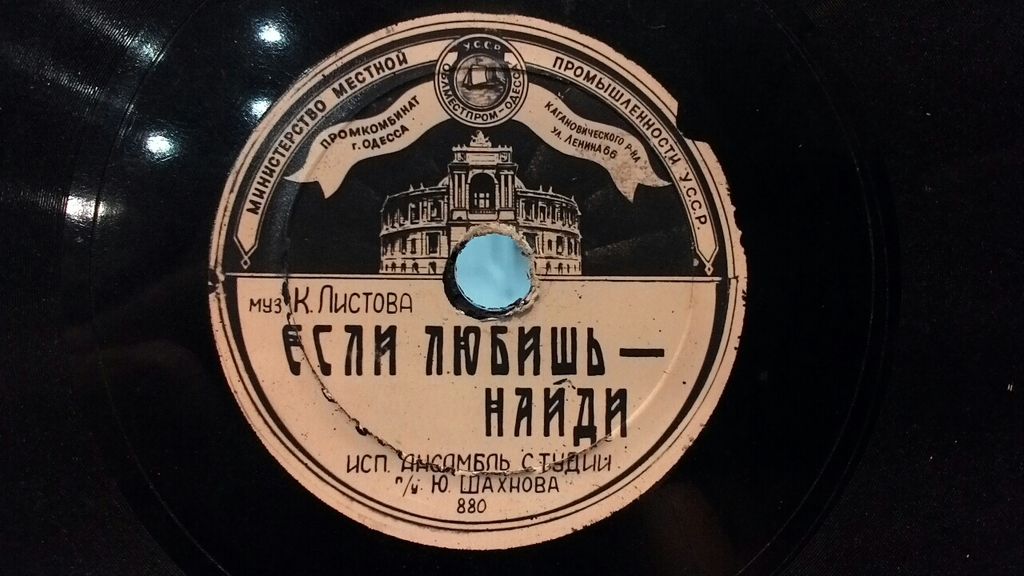 МИНИСТЕРСТВО МЕСТНОЙ ПРОМЫШЛЕННОСТИ У.С.С.Р.
У.С.С.Р.
ОБЛМЕСТПРОМ-ОДЕССА
ПРОМКОМБИНАТ
Г. ОДЕССА
КАГАНОВИЧЕСКОГО Р-НА
УЛ. ЛЕНИНА 66
МУЗ. К. ЛИСТОВА
ЕСЛИ ЛЮБИШЬ —
НАЙДИ
ИСП. АНСАМБЛЬ СТУДИИ
П/У. Ю. ШАХНОВА
880